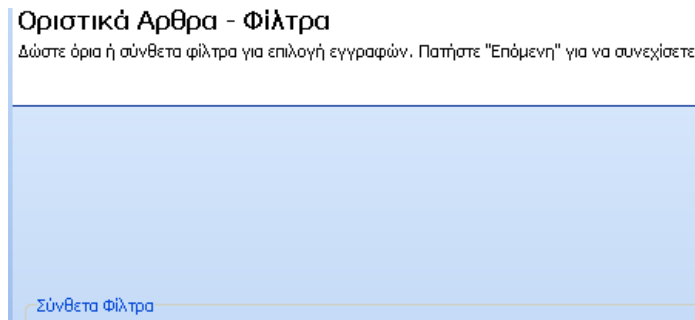 Οριστικά Αρθρα - Φίλτρα
Δώστε όρια ή σύνθετα φίλτρα για επιλογή εγγραφών. Πατήστε "Επόμενη" για να συνεχίσετε
Σύνθετα Φίλτρα